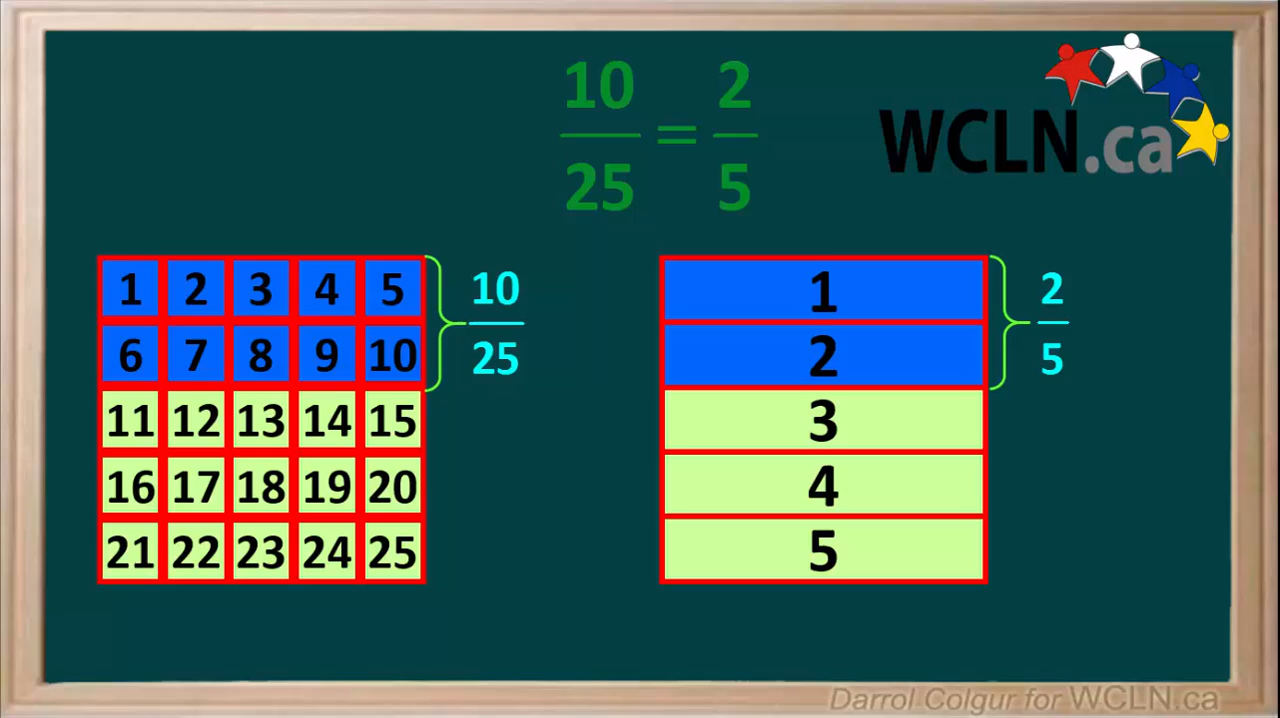 10/25 = 2/5
WCLN.ca
1 2 3 4 5
6 7 8 9 10
11 12 13 14 15
16 17 18 19 20
21 22 23 24 25
10/25
1
2
3
4
5
2/5
Darrol Colgur for WCLN.ca